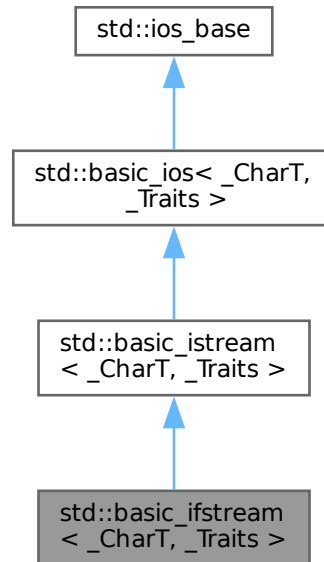 std::ios_base
std::basic_ios< _CharT,
_Traits >
std::basic_istream
< _CharT, _Traits >
std::basic_ifstream
< _CharT, _Traits >